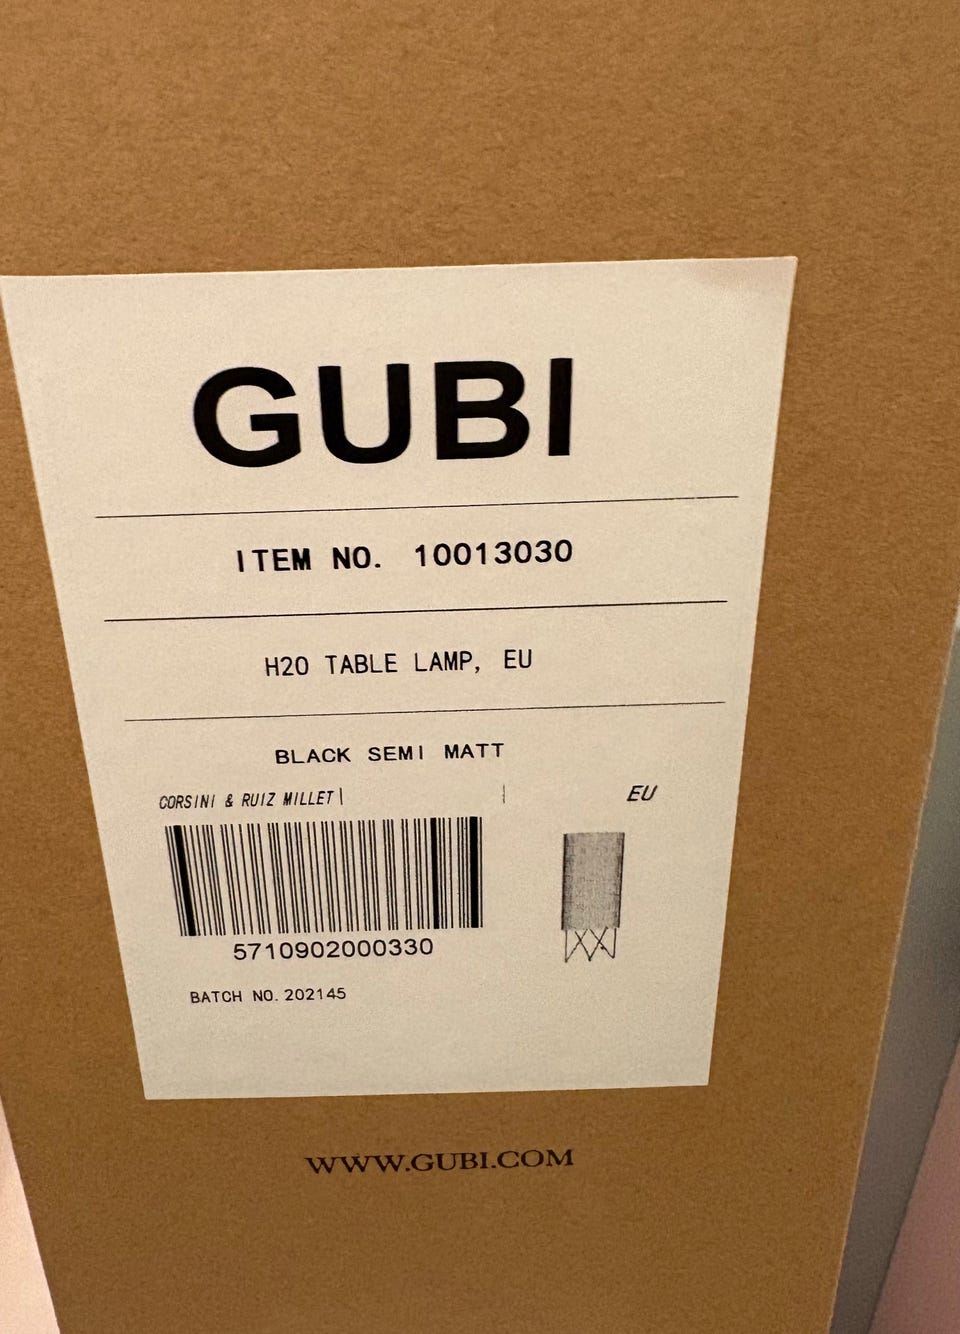 GUBI
ITEM NO. 10013030
H20 TABLE LAMP, EU
BLACK SEMI MATT
CORSINI & RUIZ MILLET
EU
5710902000330
BATCH NO. 202145
WWW.GUBI.COM